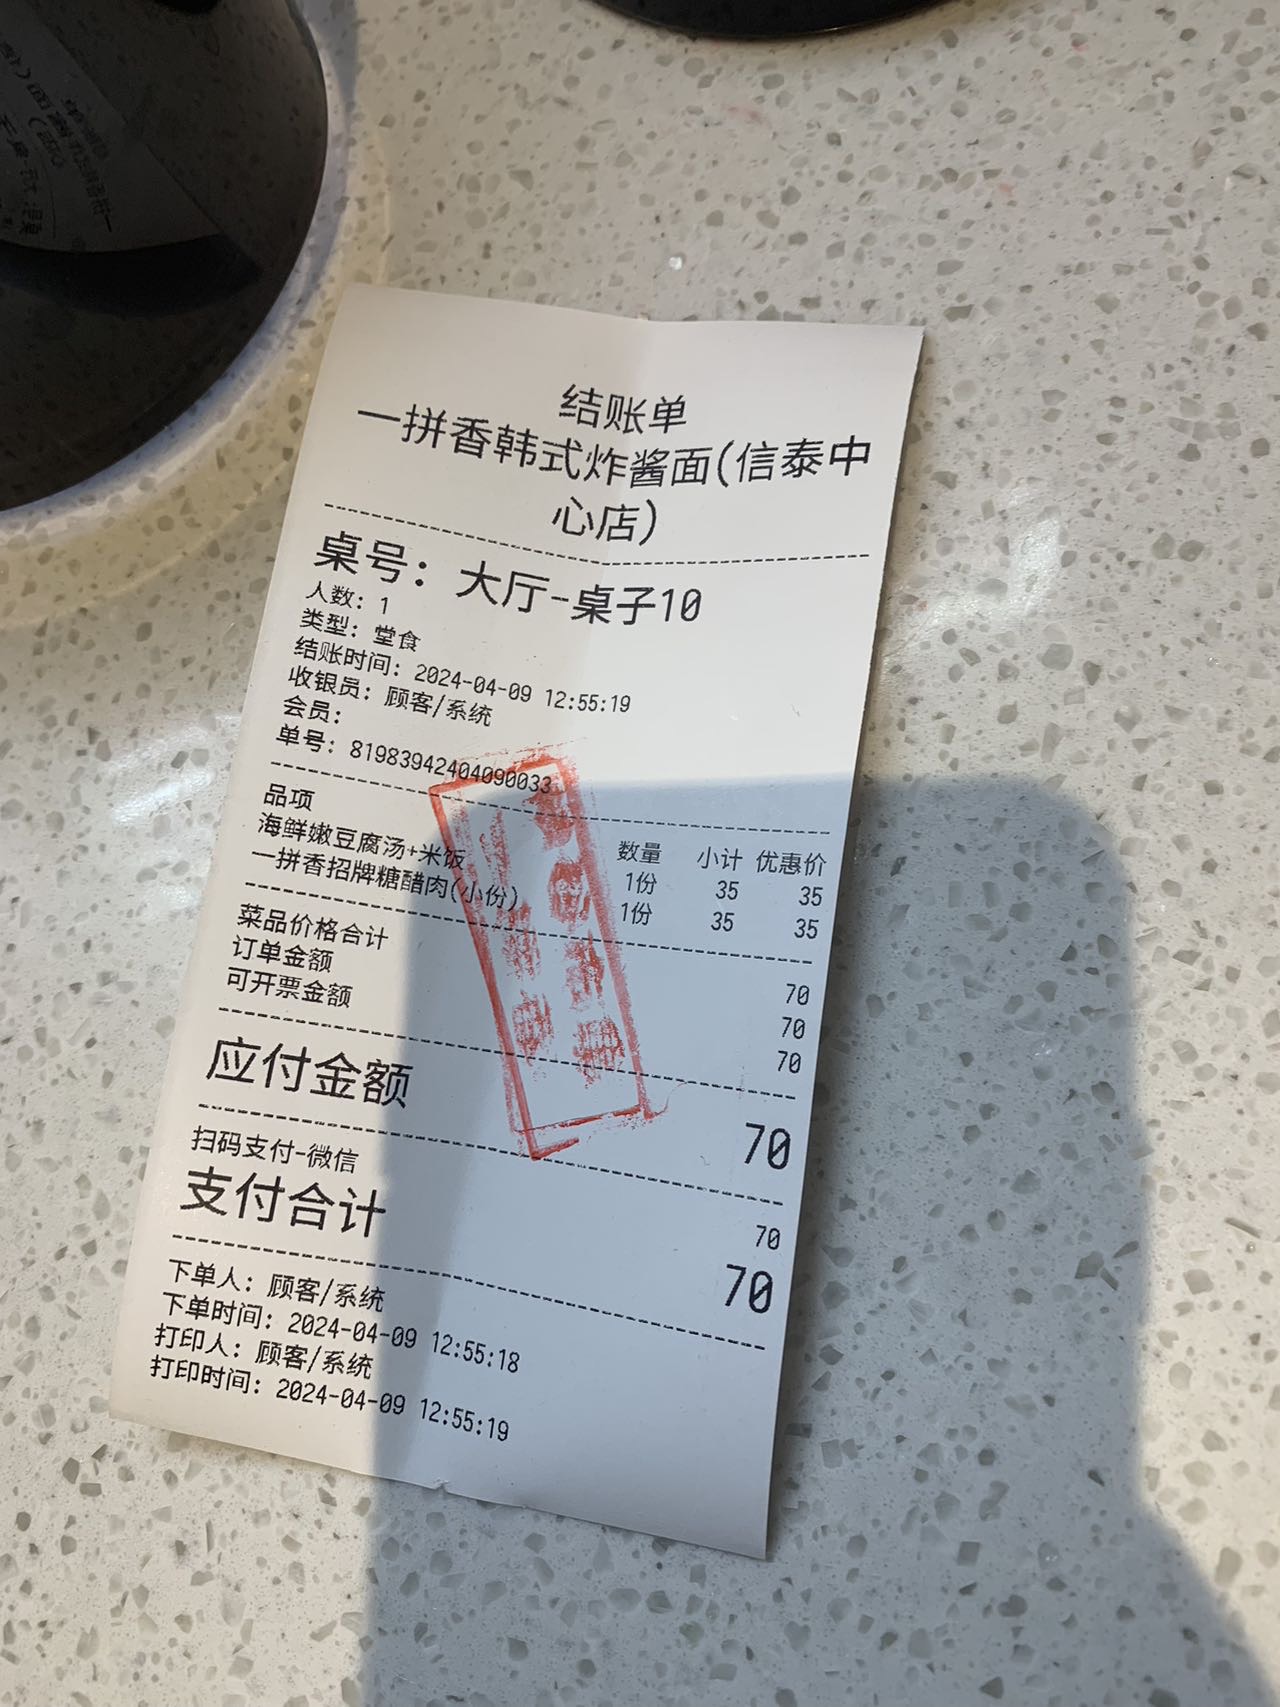 结账单
一拼香韩式炸酱面(信泰中
心店)
桌号：大厅-桌子10
人数：1
类型：堂食
结账时间：2024-04-09 12:55:19
收银员：顾客/系统
会员：
单号：81983942404090033
品项 数量 小计 优惠价
海鲜嫩豆腐汤+米饭 1份 35 35
一拼香招牌糖醋肉(小份) 1份 35 35
菜品价格合计 70
订单金额 70
可开票金额 70
应付金额 70
扫码支付-微信 70
支付合计 70
下单人：顾客/系统
下单时间：2024-04-09 12:55:18
打印人：顾客/系统
打印时间：2024-04-09 12:55:19